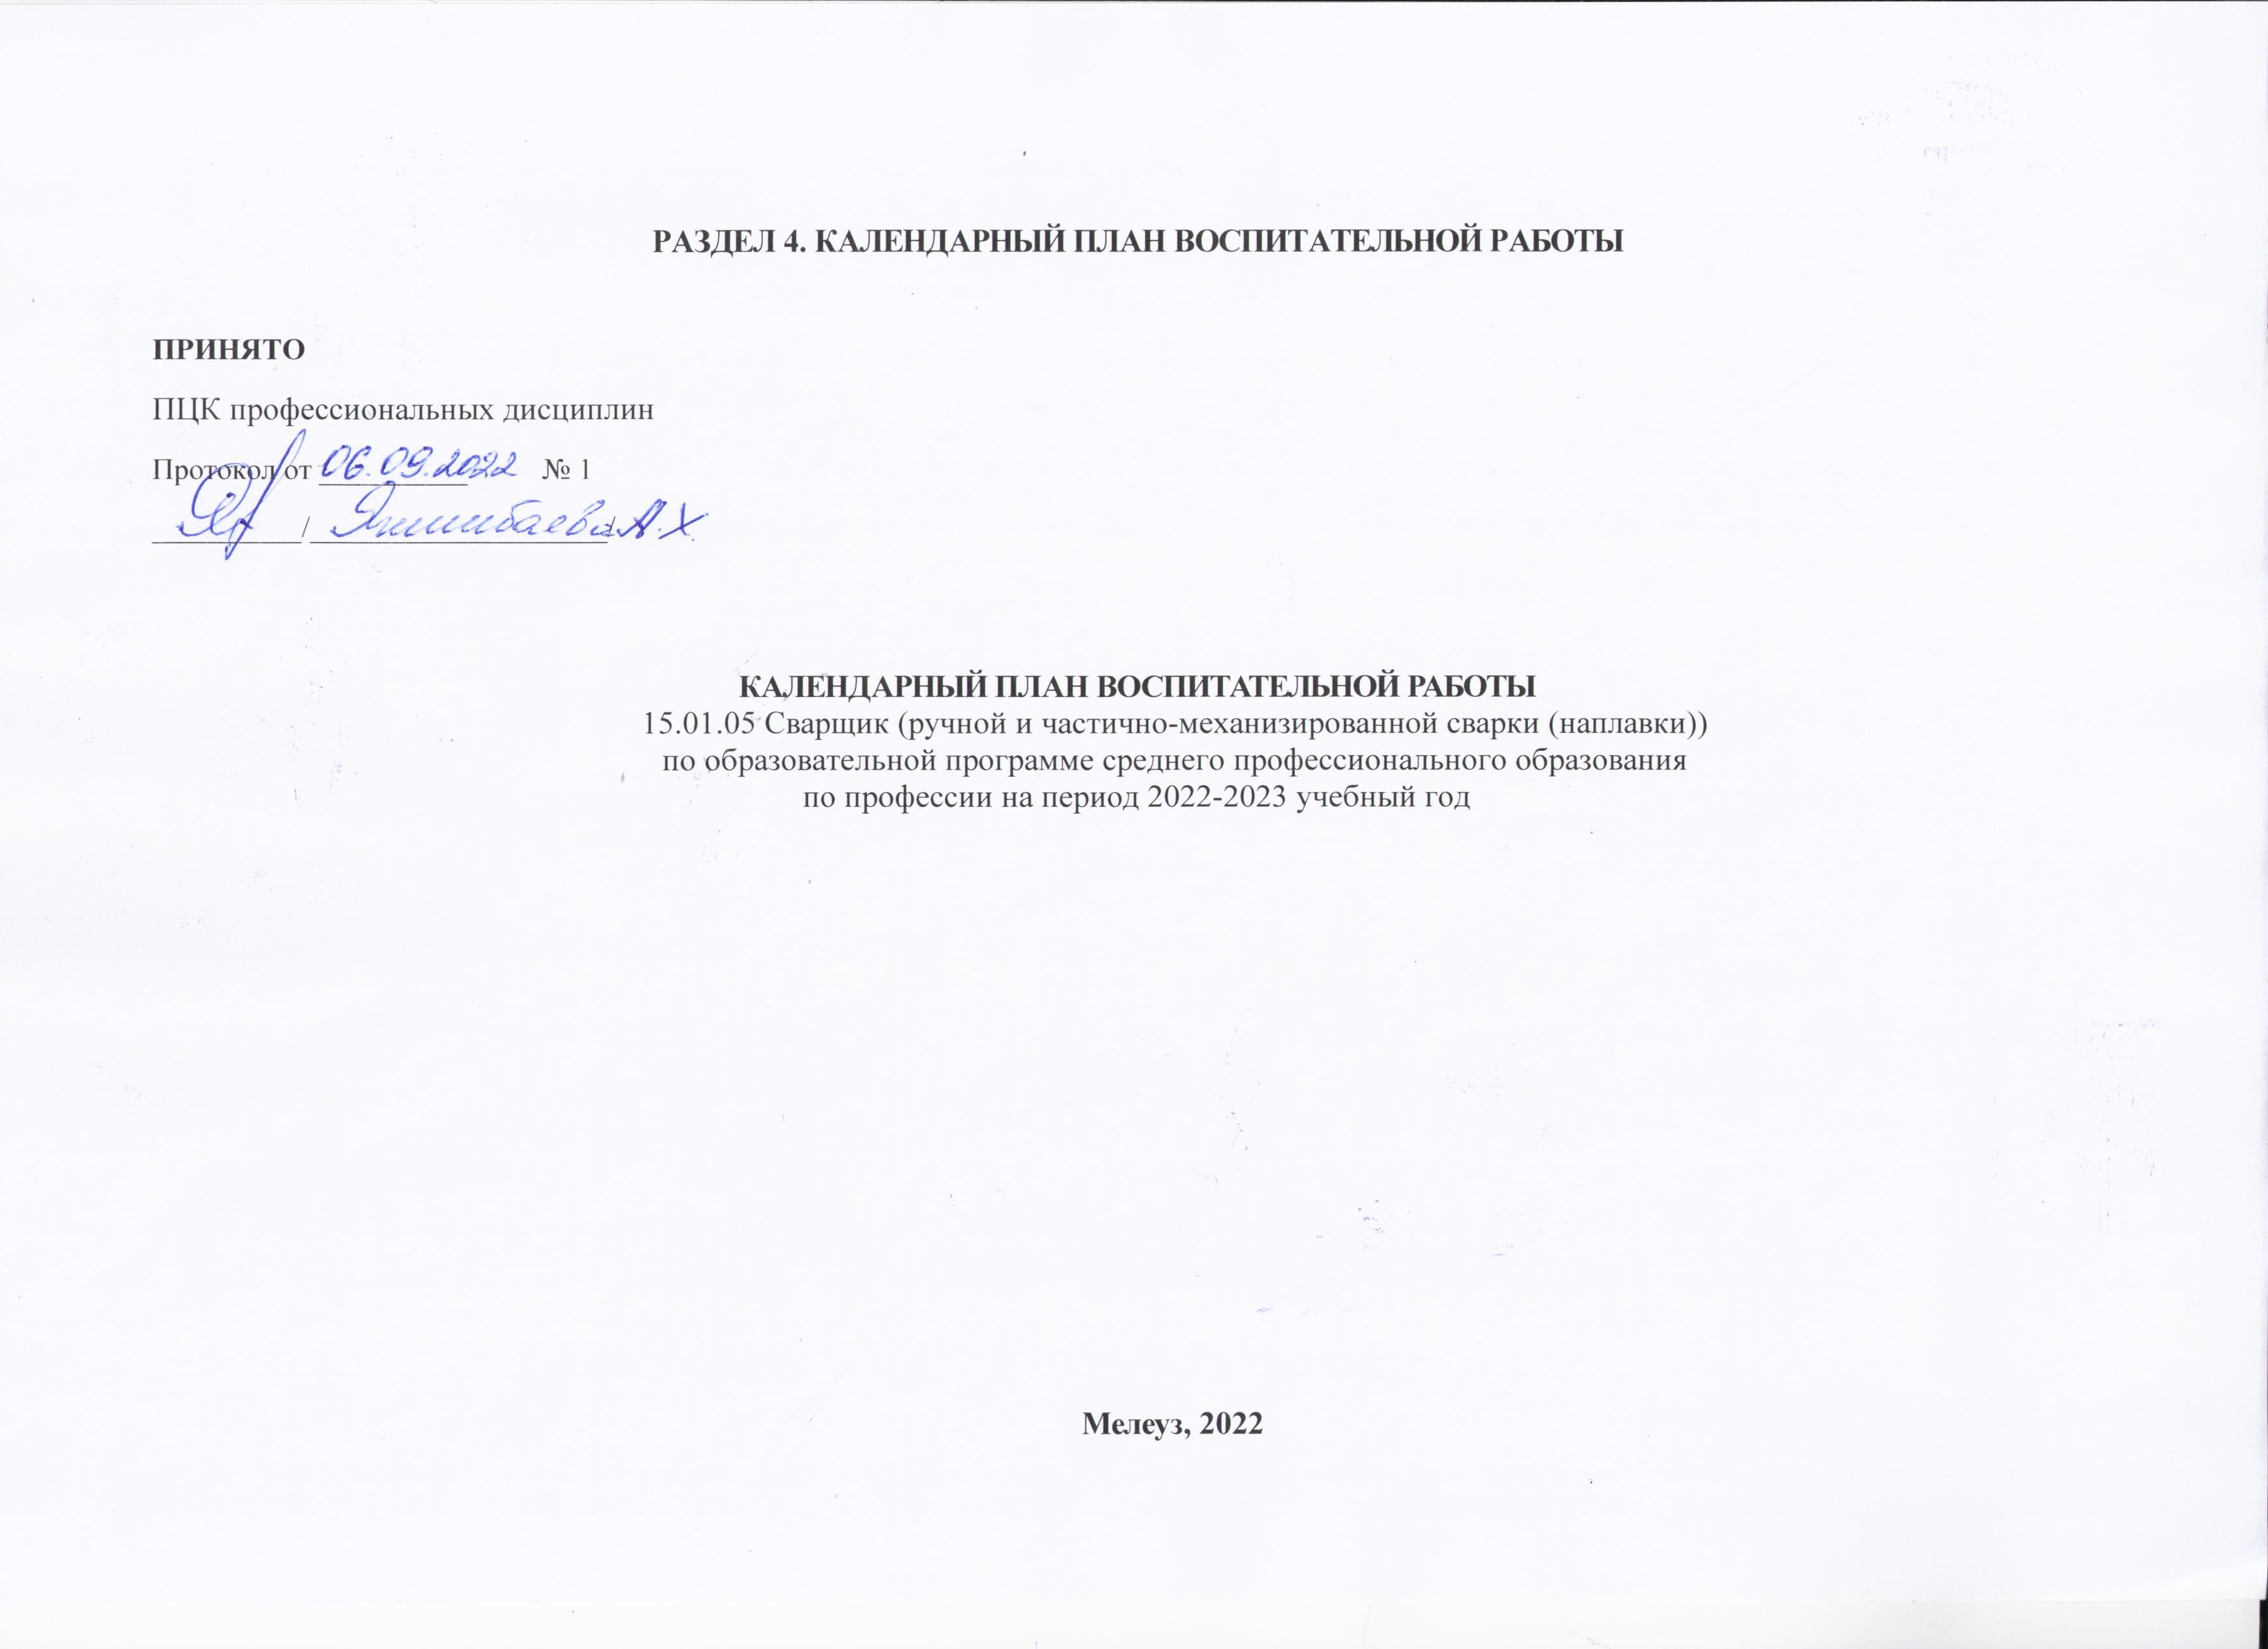 РАЗДЕЛ 4. КАЛЕНДАРНЫЙ ПЛАН ВОСПИТАТЕЛЬНОЙ РАБОТЫ
ПРИНЯТО
ПЦК профессиональных дисциплин
Протокол от 06.09.2022 № 1
/ А.Х.
КАЛЕНДАРНЫЙ ПЛАН ВОСПИТАТЕЛЬНОЙ РАБОТЫ
15.01.05 Сварщик (ручной и частично-механизированной сварки (наплавки))
по образовательной программе среднего профессионального образования
по профессии на период 2022-2023 учебный год
Мелеуз, 2022